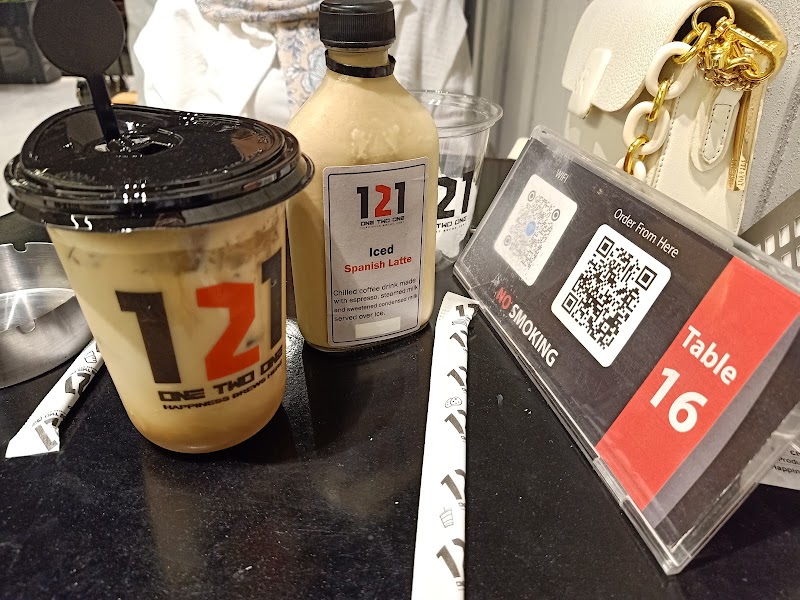 121
ONE TWO ONE
HAPPINESS BREWS HERE
121
ONE TWO ONE
Iced
Spanish Latte
Chilled coffee drink made
with espresso, steamed milk
and sweetened condensed milk
served over ice.
21
WIFI
Order From Here
NO SMOKING
Table
16